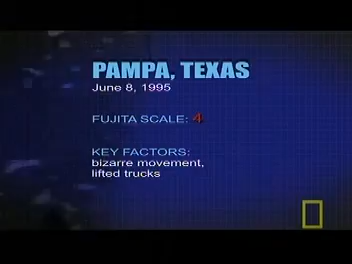 PAMPA, TEXAS
June 8, 1995
FUJITA SCALE: 4
KEY FACTORS:
bizarre movement,
lifted trucks